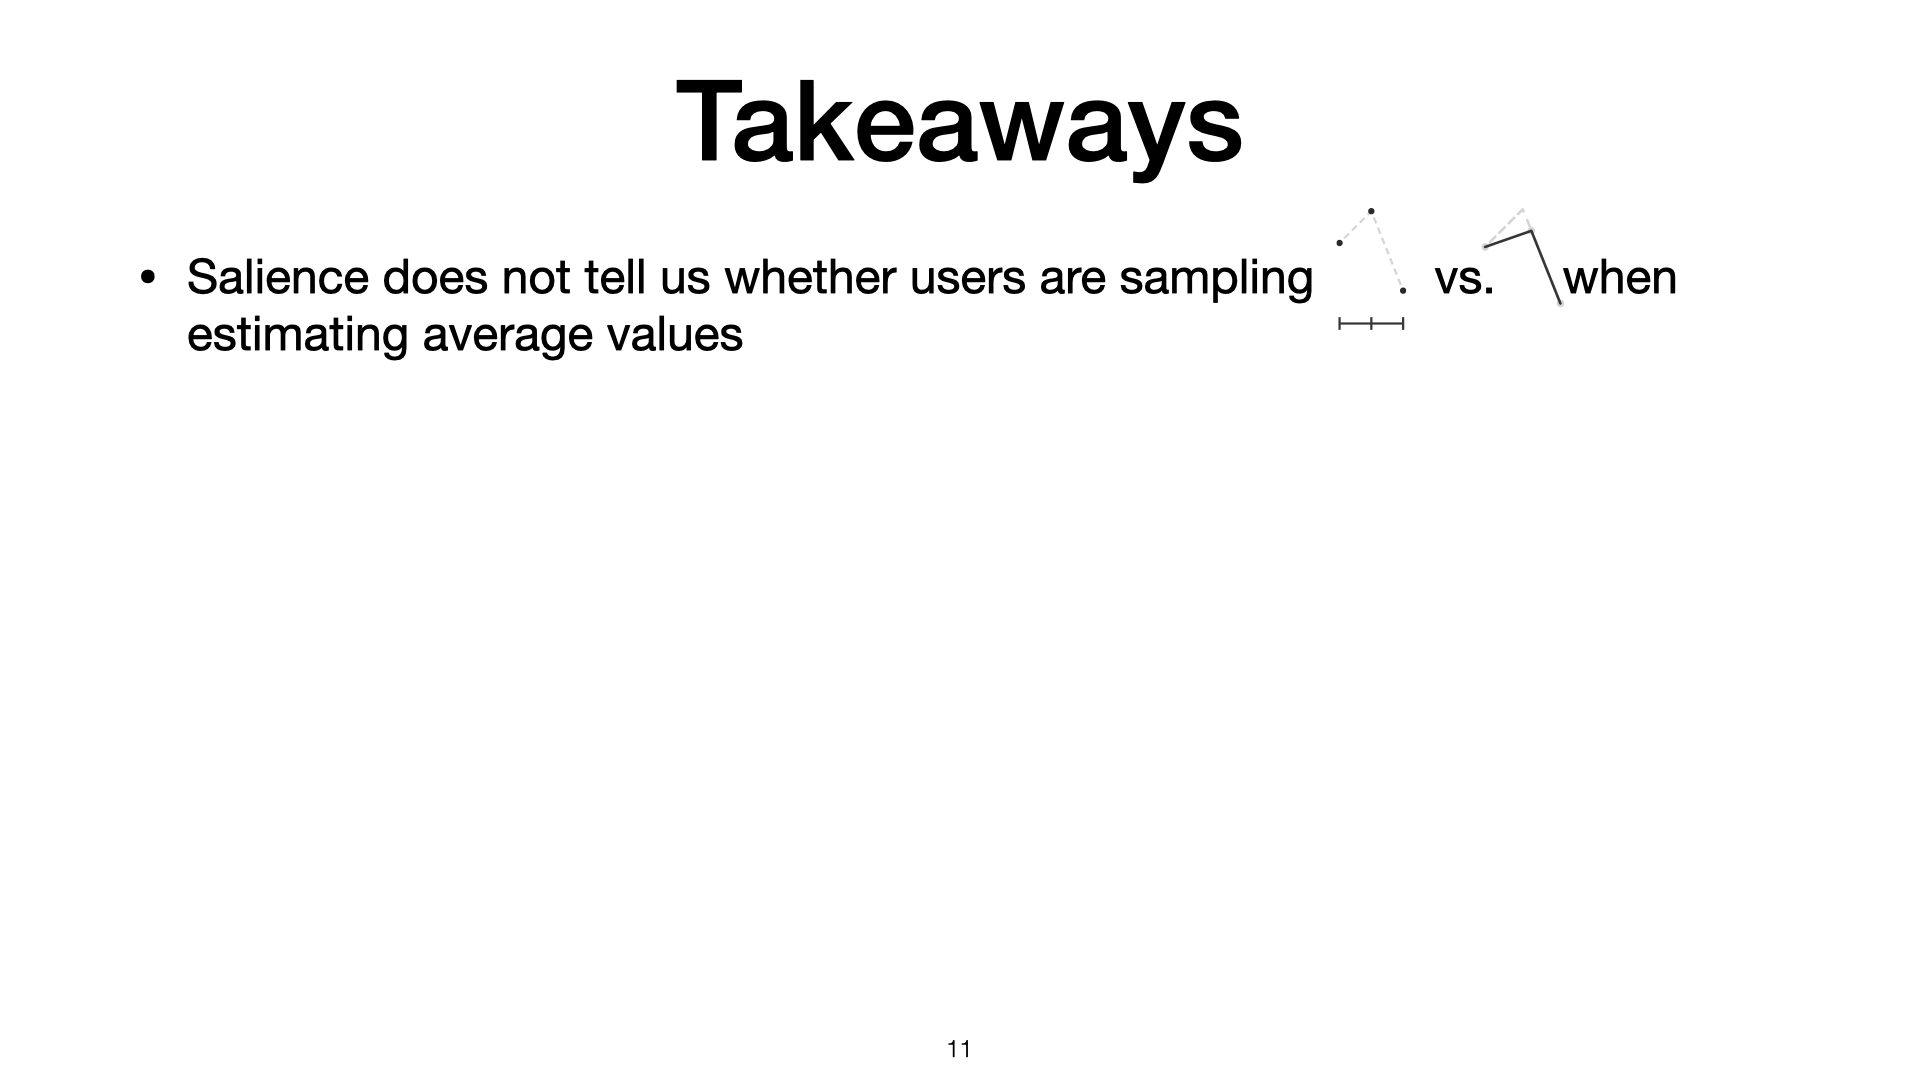 Takeaways
• Salience does not tell us whether users are sampling vs. when
estimating average values
11